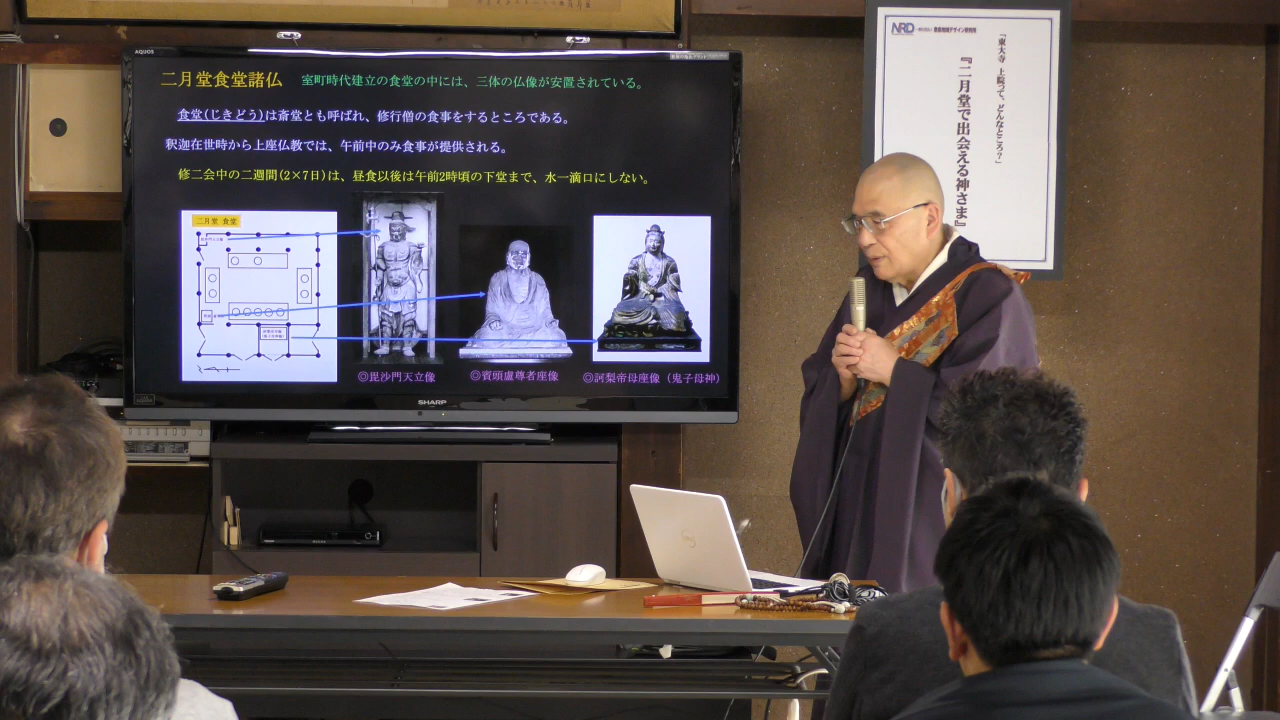 AQUOS
二月堂食堂諸仏 室町時代建立の食堂の中には、三体の仏像が安置されている。
食堂(じきどう)は斎堂とも呼ばれ、修行僧の食事をするところである。
釈迦在世時から上座仏教では、午前中のみ食事が提供される。
修二会中の二週間(2×7日)は、昼食以後は午前2時頃の下堂まで、水一滴口にしない。
二月堂 食堂
◎毘沙門天立像
◎賓頭盧尊者座像
◎訶梨帝母座像（鬼子母神）
SHARP
NRD
「東大寺 上院って、どんなところ？」
『二月堂で出会える神さま』